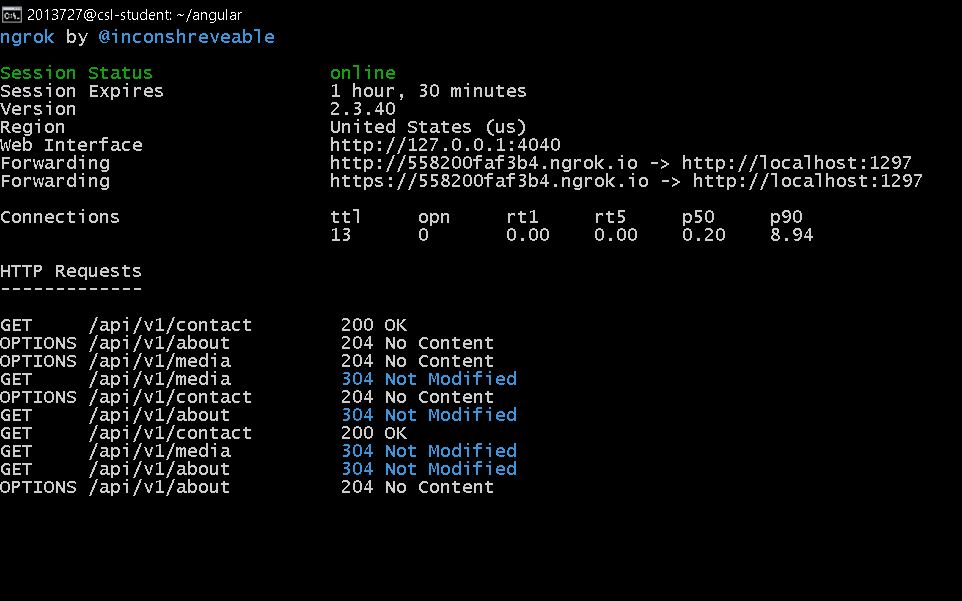 2013727@csl-student: ~/angular
ngrok by @inconshreveable
Session Status online
Session Expires 1 hour, 30 minutes
Version 2.3.40
Region United States (us)
Web Interface http://127.0.0.1:4040
Forwarding http://558200faf3b4.ngrok.io -> http://localhost:1297
Forwarding https://558200faf3b4.ngrok.io -> http://localhost:1297
Connections ttl opn rt1 rt5 p50 p90
13 0 0.00 0.00 0.20 8.94
HTTP Requests
-------------
GET /api/v1/contact 200 OK
OPTIONS /api/v1/about 204 No Content
OPTIONS /api/v1/media 204 No Content
GET /api/v1/media 304 Not Modified
OPTIONS /api/v1/contact 204 No Content
GET /api/v1/about 304 Not Modified
GET /api/v1/contact 200 OK
GET /api/v1/media 304 Not Modified
GET /api/v1/about 304 Not Modified
OPTIONS /api/v1/about 204 No Content